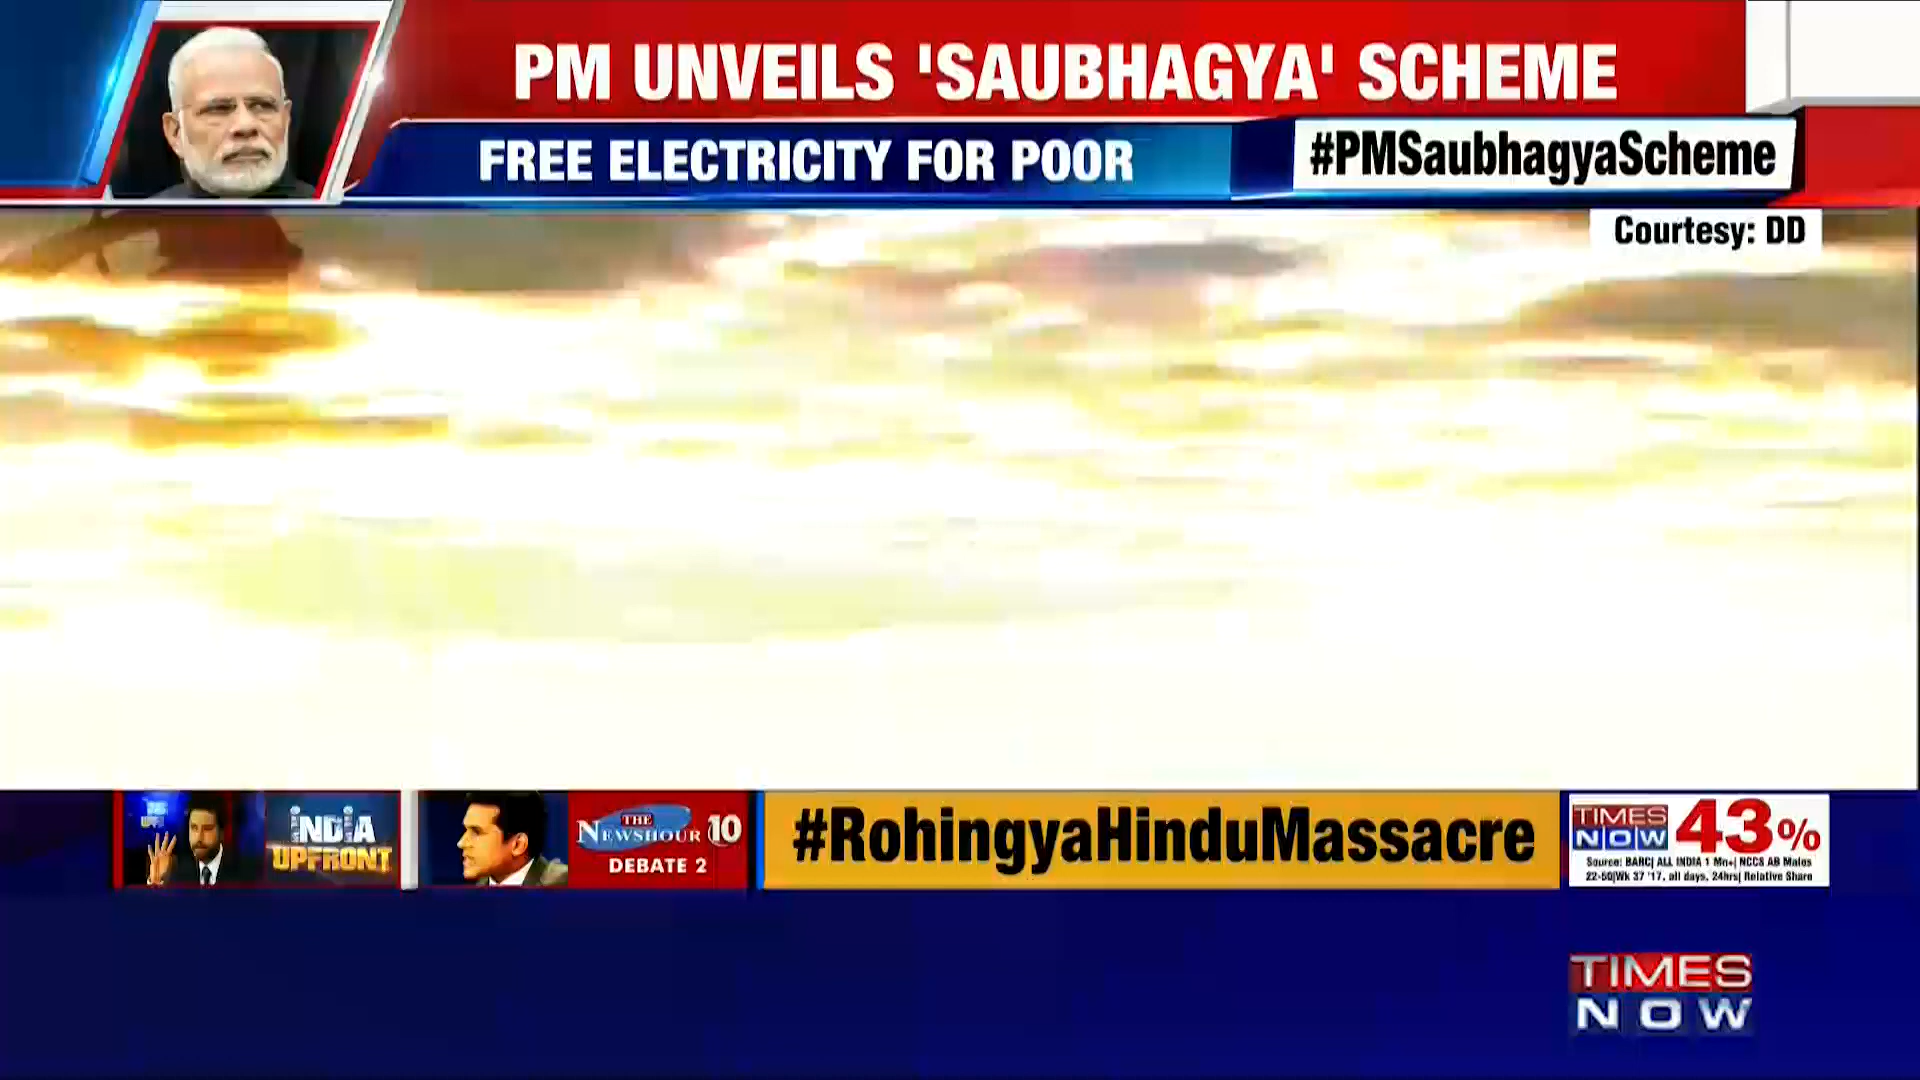 PM UNVEILS 'SAUBHAGYA' SCHEME
FREE ELECTRICITY FOR POOR
#PMSaubhagyaScheme
Courtesy: DD
INDIA
UPFRONT
THE
NEWSHOUR 10
DEBATE 2
#RohingyaHinduMassacre
TIMES
NOW
43%
Source: BARC| ALL INDIA 1 Mn+| NCCS AB Males
22-50|Wk 37 '17, all days, 24hrs| Relative Share
TIMES
NOW